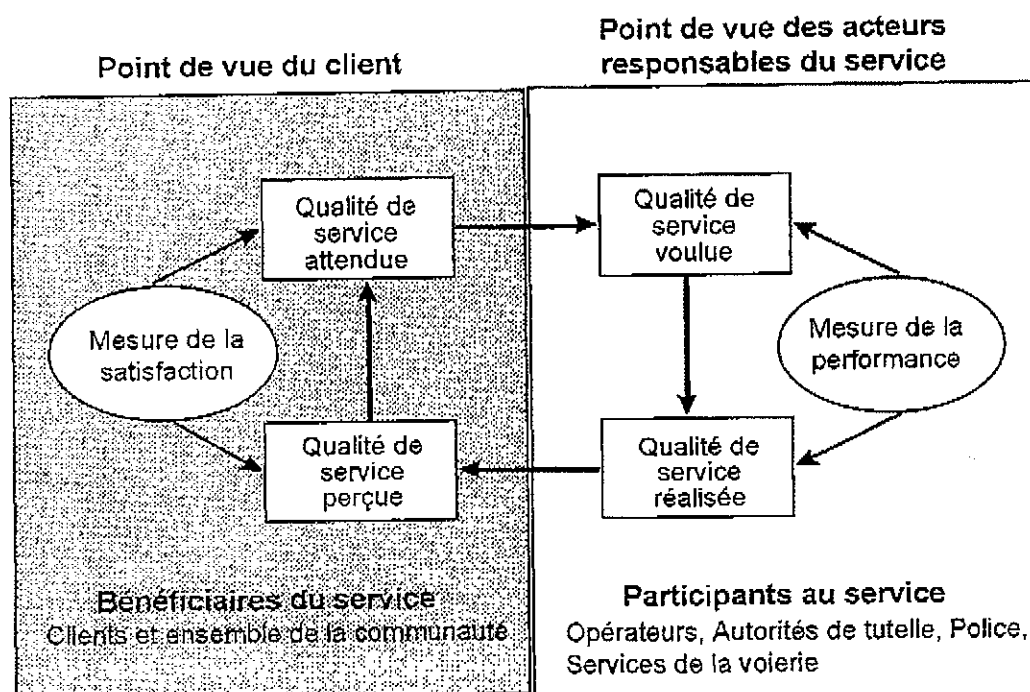 Point de vue du client
Point de vue des acteurs
responsables du service
Qualité de
service
attendue
Qualité de
service
voulue
Mesure de la
satisfaction
Mesure de la
performance
Qualité de
service
perçue
Qualité de
service
réalisée
Bénéficiaires du service
Clients et ensemble de la communauté
Participants au service
Opérateurs, Autorités de tutelle, Police,
Services de la voierie